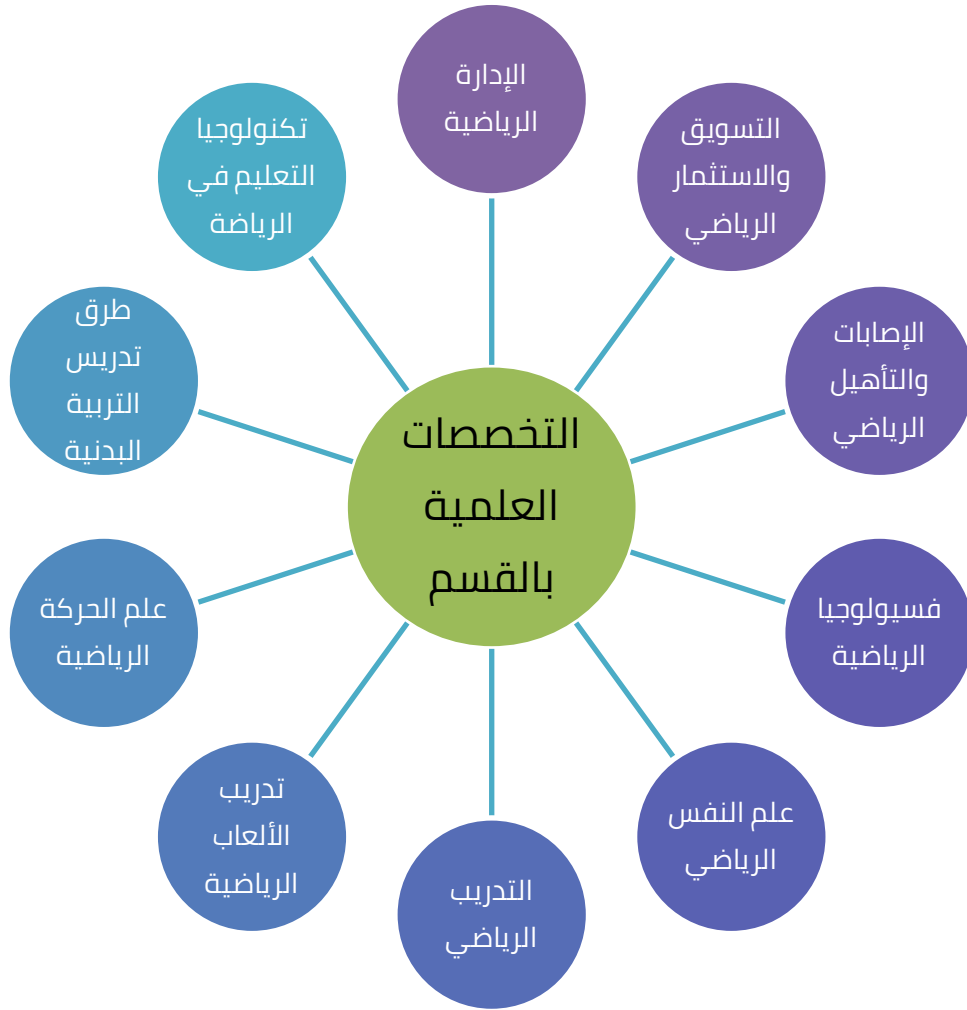 التخصصات
العلمية
بالقسم
الإدارة
الرياضية
التسويق
والاستثمار
الرياضي
الإصابات
والتأهيل
الرياضي
فسيولوجيا
الرياضية
علم النفس
الرياضي
التدريب
الرياضي
تدريب
الألعاب
الرياضية
علم الحركة
الرياضية
طرق
تدريس
التربية
البدنية
تكنولوجيا
التعليم في
الرياضة